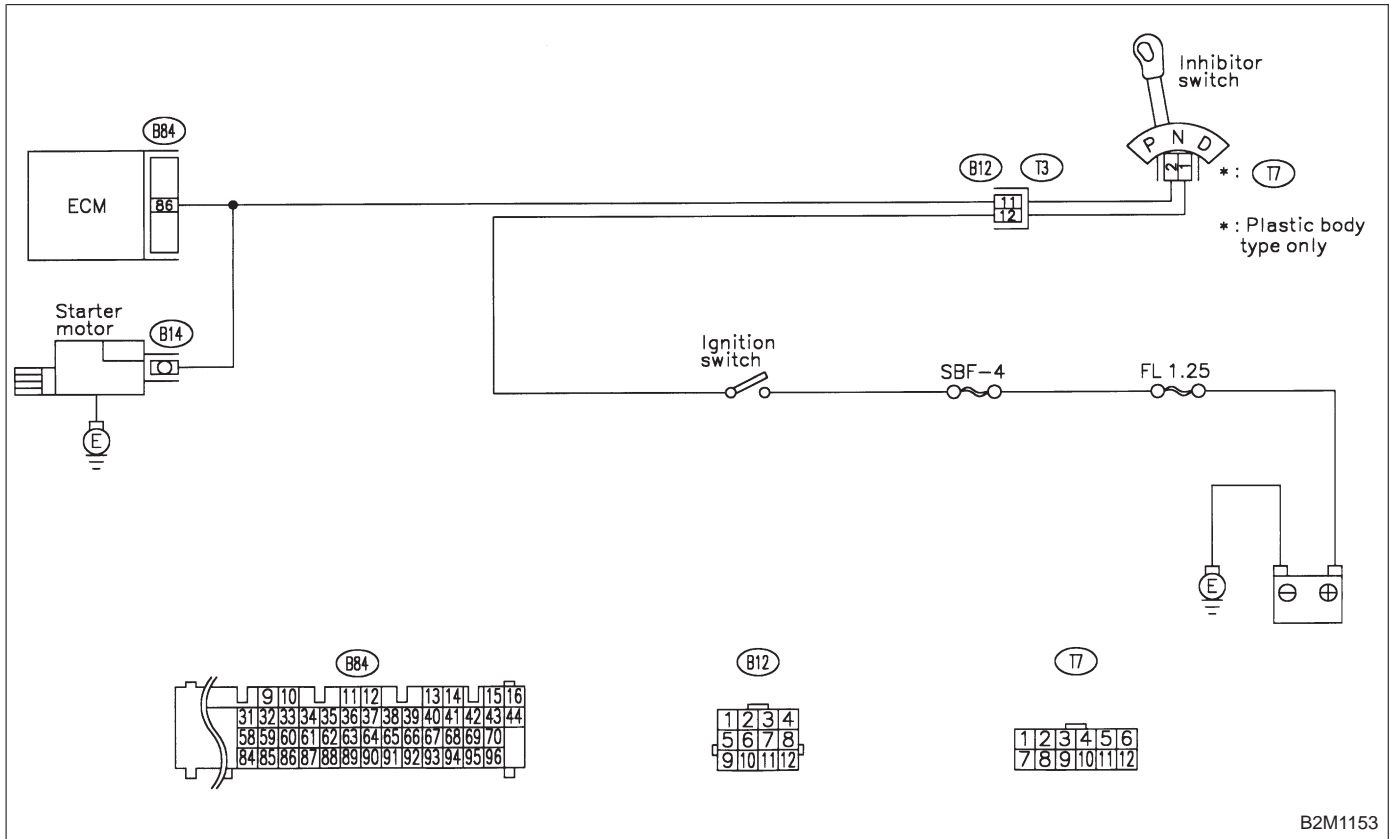 Inhibitor
switch
B84
P N D
B12 T3
2 1
* : T7
ECM
86
11
12
* : Plastic body
type only
Starter
motor
B14
Ignition
switch
SBF-4
FL 1.25
E
E
⊖ ⊕
B84
B12
T7
9 10 11 12 13 14 15 16
31 32 33 34 35 36 37 38 39 40 41 42 43 44
58 59 60 61 62 63 64 65 66 67 68 69 70
84 85 86 87 88 89 90 91 92 93 94 95 96
1 2 3 4
5 6 7 8
9 10 11 12
1 2 3 4 5 6
7 8 9 10 11 12
B2M1153